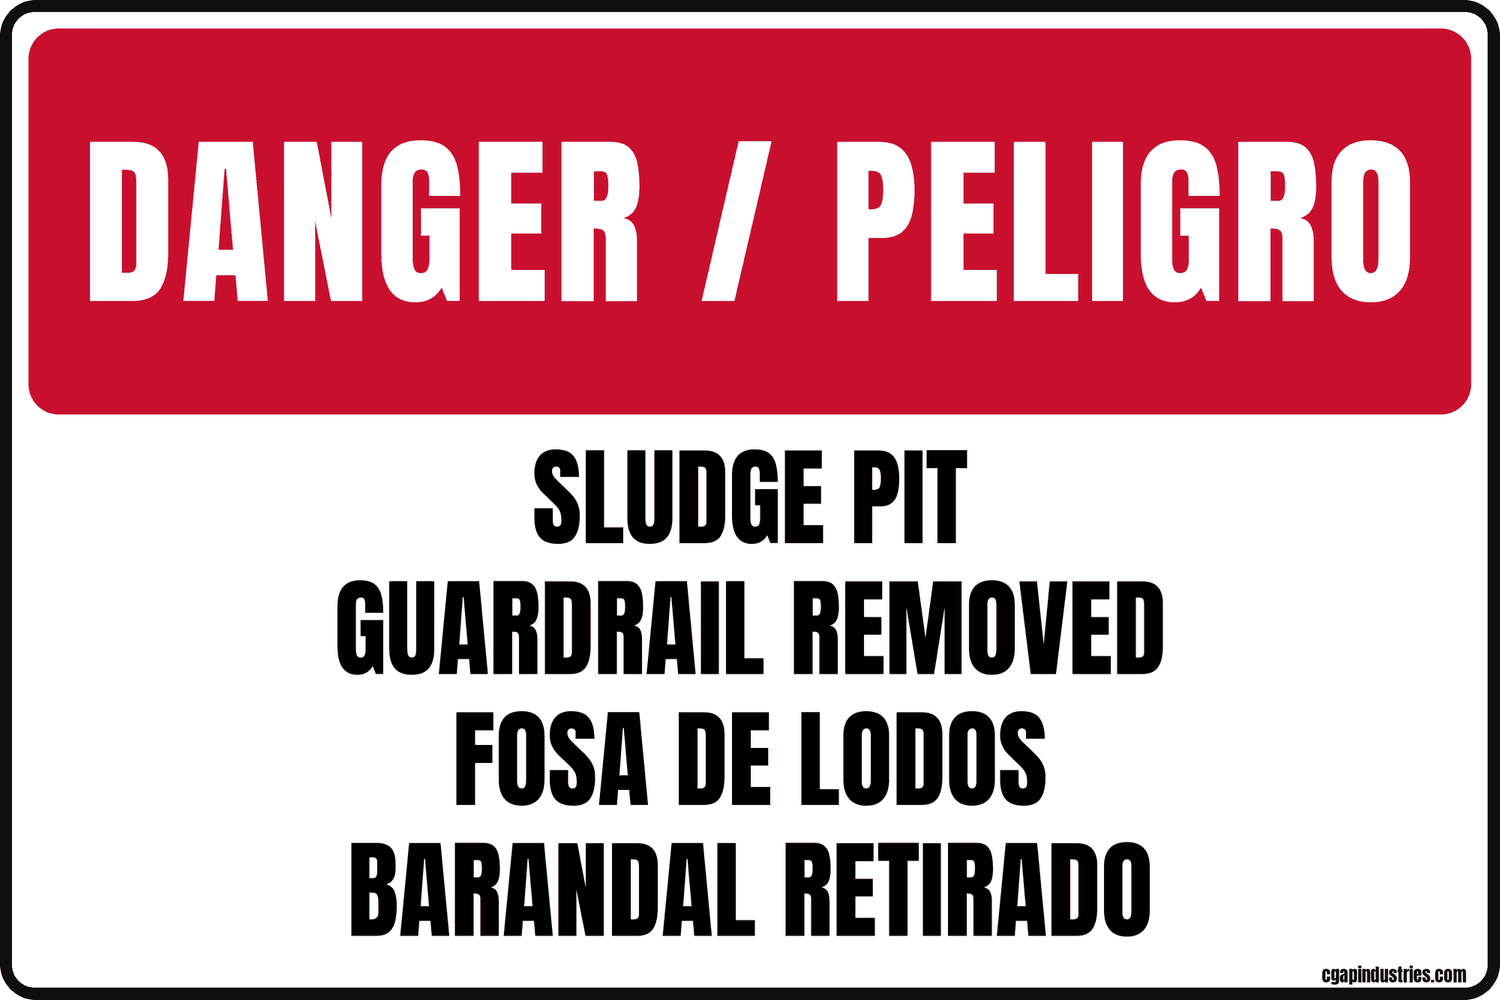 DANGER / PELIGRO
SLUDGE PIT
GUARDRAIL REMOVED
FOSA DE LODOS
BARANDAL RETIRADO
cgapindustries.com